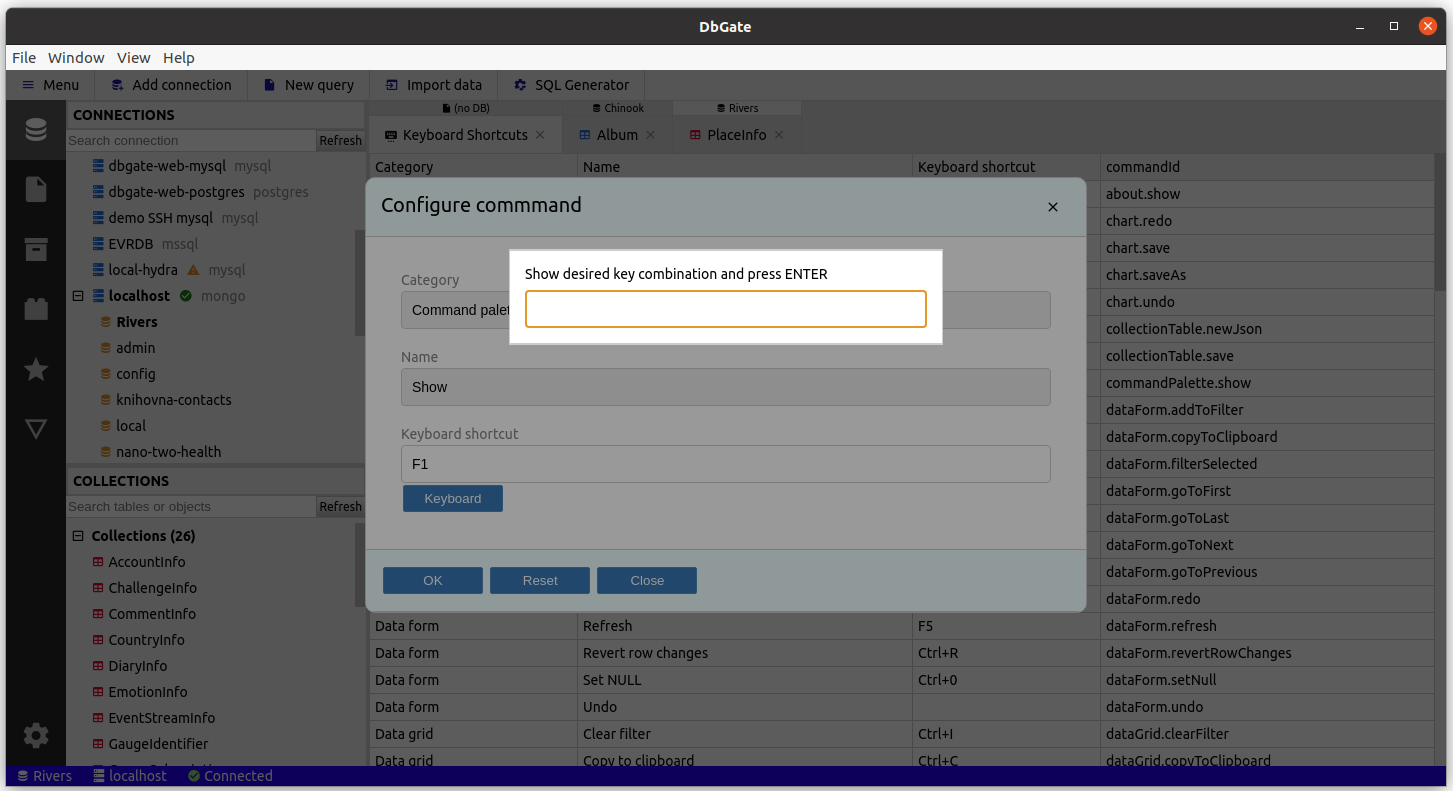 DbGate
File Window View Help
Menu Add connection New query Import data SQL Generator
CONNECTIONS
Search connection Refresh
dbgate-web-mysql mysql
dbgate-web-postgres postgres
demo SSH mysql mysql
EVRDB mssql
local-hydra mysql
localhost mongo
Rivers
admin
config
knihovna-contacts
local
nano-two-health
COLLECTIONS
Search tables or objects Refresh
Collections (26)
AccountInfo
ChallengeInfo
CommentInfo
CountryInfo
DiaryInfo
EmotionInfo
EventStreamInfo
GaugeIdentifier
(no DB) Chinook Rivers
Keyboard Shortcuts Album PlaceInfo
Category Name Keyboard shortcut commandId
about.show
chart.redo
chart.save
chart.saveAs
chart.undo
collectionTable.newJson
collectionTable.save
commandPalette.show
dataForm.addToFilter
dataForm.copyToClipboard
dataForm.filterSelected
dataForm.goToFirst
dataForm.goToLast
dataForm.goToNext
dataForm.goToPrevious
dataForm.redo
Data form Refresh F5 dataForm.refresh
Data form Revert row changes Ctrl+R dataForm.revertRowChanges
Data form Set NULL Ctrl+0 dataForm.setNull
Data form Undo dataForm.undo
Data grid Clear filter Ctrl+I dataGrid.clearFilter
Data grid Copy to clipboard Ctrl+C dataGrid.copyToClipboard
Configure commmand
Category
Command palet
Show desired key combination and press ENTER
Name
Show
Keyboard shortcut
F1
Keyboard
OK Reset Close
Rivers localhost Connected